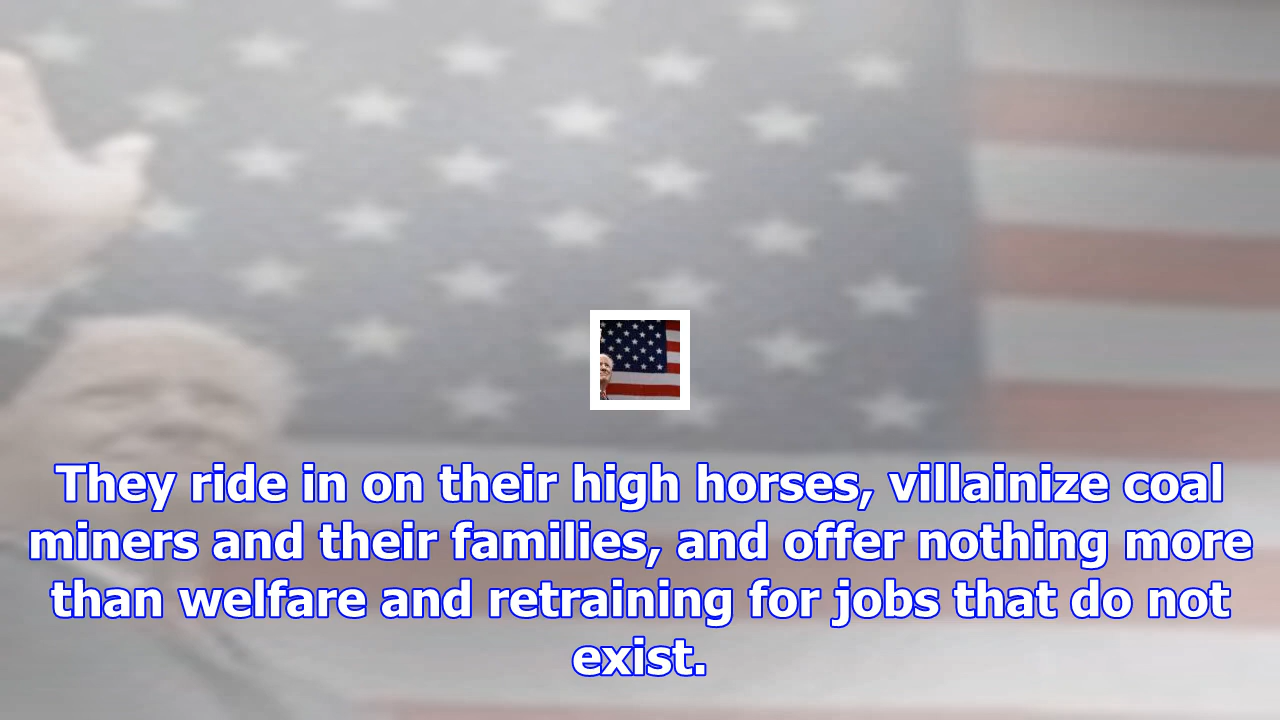 They ride in on their high horses, villainize coal
miners and their families, and offer nothing more
than welfare and retraining for jobs that do not
exist.